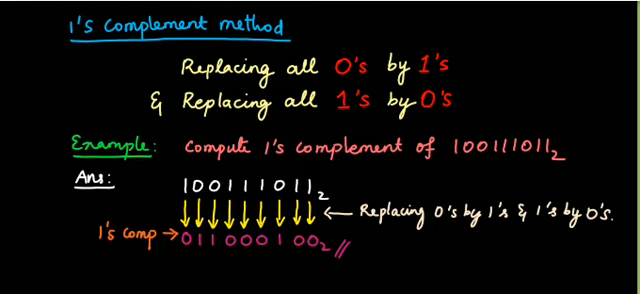 1's complement method
Replacing all 0's by 1's
& Replacing all 1's by 0's
Example: Compute 1's complement of 100111011₂
Ans: 100111011₂
← Replacing 0's by 1's & 1's by 0's.
1's comp → 011000100₂ //